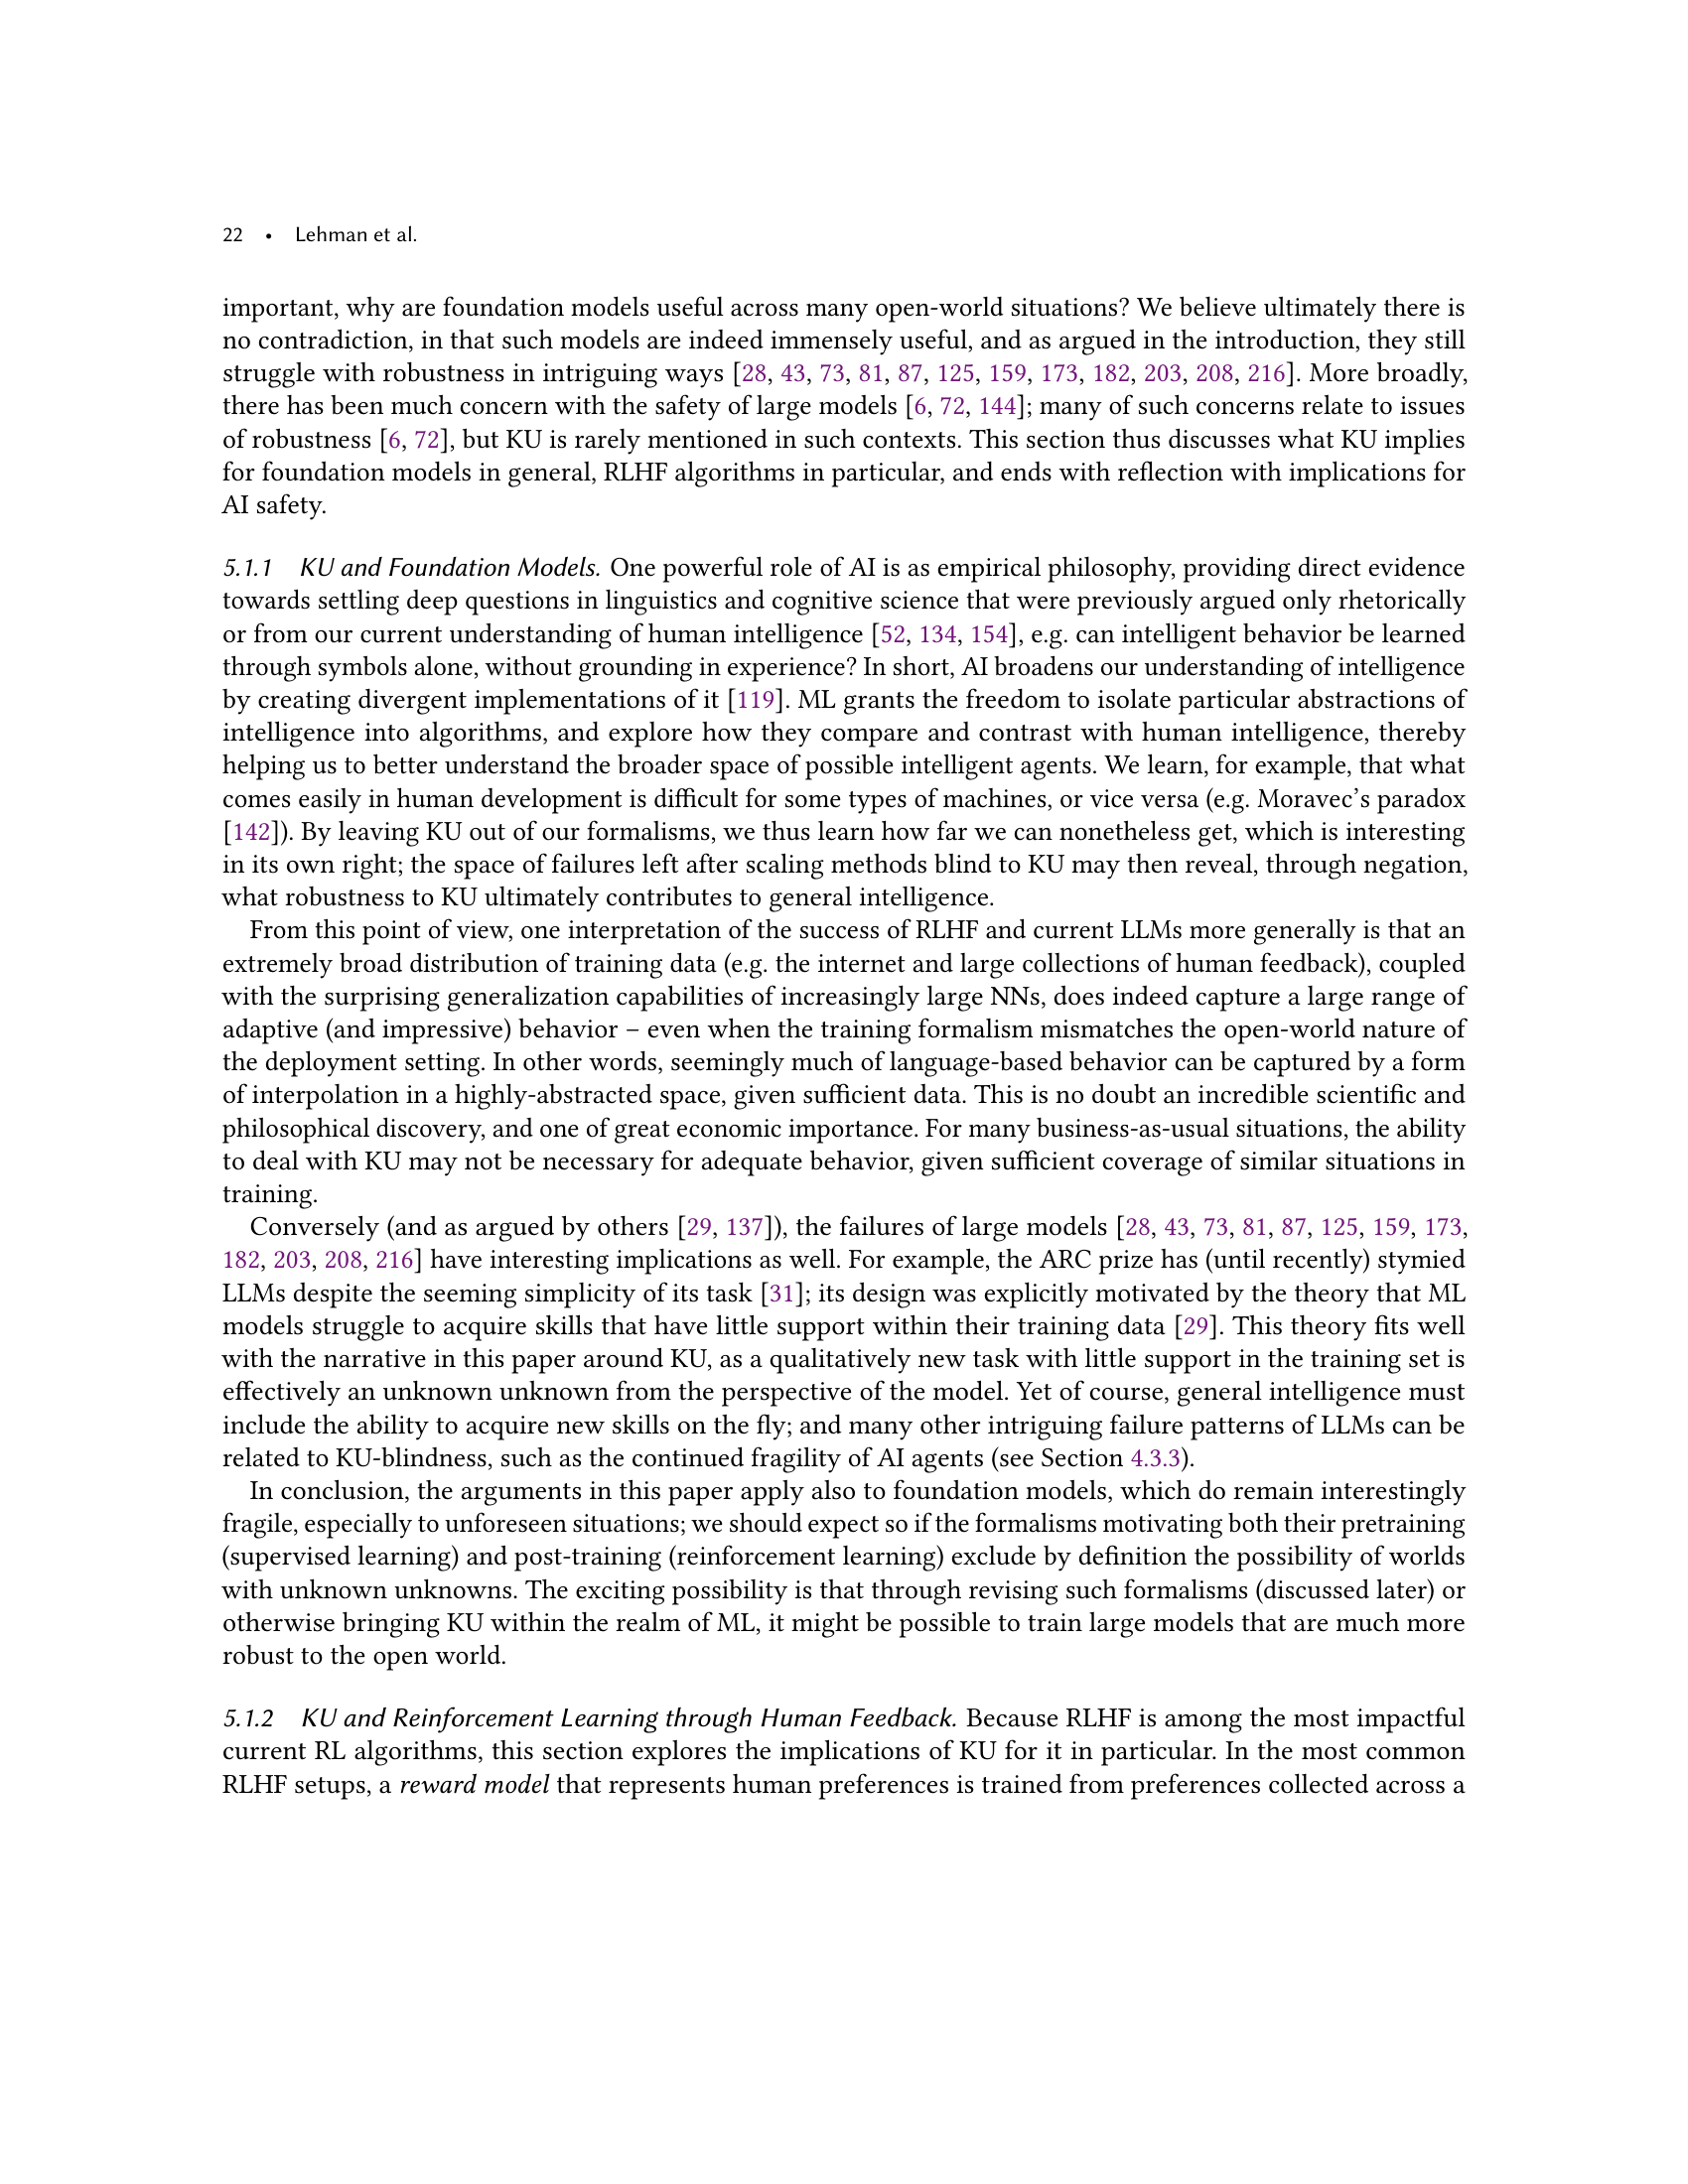 22 • Lehman et al.
important, why are foundation models useful across many open-world situations? We believe ultimately there is
no contradiction, in that such models are indeed immensely useful, and as argued in the introduction, they still
struggle with robustness in intriguing ways [28, 43, 73, 81, 87, 125, 159, 173, 182, 203, 208, 216]. More broadly,
there has been much concern with the safety of large models [6, 72, 144]; many of such concerns relate to issues
of robustness [6, 72], but KU is rarely mentioned in such contexts. This section thus discusses what KU implies
for foundation models in general, RLHF algorithms in particular, and ends with reflection with implications for
AI safety.
5.1.1 KU and Foundation Models. One powerful role of AI is as empirical philosophy, providing direct evidence
towards settling deep questions in linguistics and cognitive science that were previously argued only rhetorically
or from our current understanding of human intelligence [52, 134, 154], e.g. can intelligent behavior be learned
through symbols alone, without grounding in experience? In short, AI broadens our understanding of intelligence
by creating divergent implementations of it [119]. ML grants the freedom to isolate particular abstractions of
intelligence into algorithms, and explore how they compare and contrast with human intelligence, thereby
helping us to better understand the broader space of possible intelligent agents. We learn, for example, that what
comes easily in human development is difficult for some types of machines, or vice versa (e.g. Moravec's paradox
[142]). By leaving KU out of our formalisms, we thus learn how far we can nonetheless get, which is interesting
in its own right; the space of failures left after scaling methods blind to KU may then reveal, through negation,
what robustness to KU ultimately contributes to general intelligence.
From this point of view, one interpretation of the success of RLHF and current LLMs more generally is that an
extremely broad distribution of training data (e.g. the internet and large collections of human feedback), coupled
with the surprising generalization capabilities of increasingly large NNs, does indeed capture a large range of
adaptive (and impressive) behavior – even when the training formalism mismatches the open-world nature of
the deployment setting. In other words, seemingly much of language-based behavior can be captured by a form
of interpolation in a highly-abstracted space, given sufficient data. This is no doubt an incredible scientific and
philosophical discovery, and one of great economic importance. For many business-as-usual situations, the ability
to deal with KU may not be necessary for adequate behavior, given sufficient coverage of similar situations in
training.
Conversely (and as argued by others [29, 137]), the failures of large models [28, 43, 73, 81, 87, 125, 159, 173,
182, 203, 208, 216] have interesting implications as well. For example, the ARC prize has (until recently) stymied
LLMs despite the seeming simplicity of its task [31]; its design was explicitly motivated by the theory that ML
models struggle to acquire skills that have little support within their training data [29]. This theory fits well
with the narrative in this paper around KU, as a qualitatively new task with little support in the training set is
effectively an unknown unknown from the perspective of the model. Yet of course, general intelligence must
include the ability to acquire new skills on the fly; and many other intriguing failure patterns of LLMs can be
related to KU-blindness, such as the continued fragility of AI agents (see Section 4.3.3).
In conclusion, the arguments in this paper apply also to foundation models, which do remain interestingly
fragile, especially to unforeseen situations; we should expect so if the formalisms motivating both their pretraining
(supervised learning) and post-training (reinforcement learning) exclude by definition the possibility of worlds
with unknown unknowns. The exciting possibility is that through revising such formalisms (discussed later) or
otherwise bringing KU within the realm of ML, it might be possible to train large models that are much more
robust to the open world.
5.1.2 KU and Reinforcement Learning through Human Feedback. Because RLHF is among the most impactful
current RL algorithms, this section explores the implications of KU for it in particular. In the most common
RLHF setups, a reward model that represents human preferences is trained from preferences collected across a